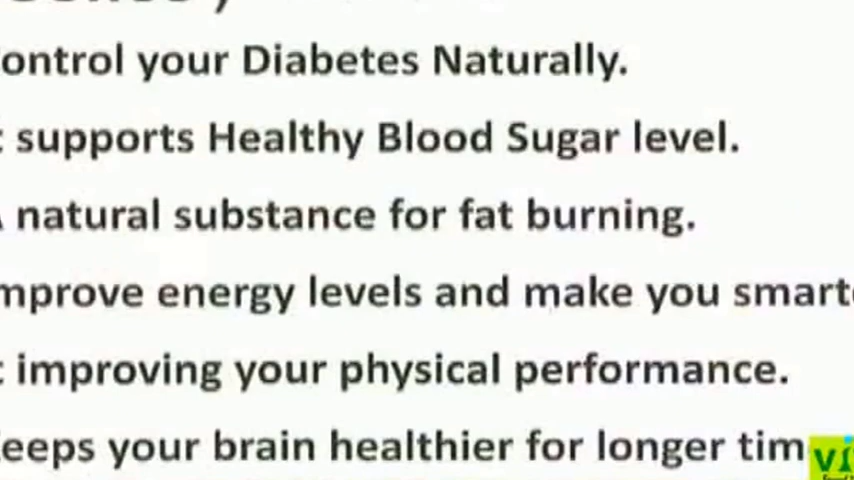 ontrol your Diabetes Naturally.
supports Healthy Blood Sugar level.
natural substance for fat burning.
mprove energy levels and make you smart
improving your physical performance.
eeps your brain healthier for longer tim
vi